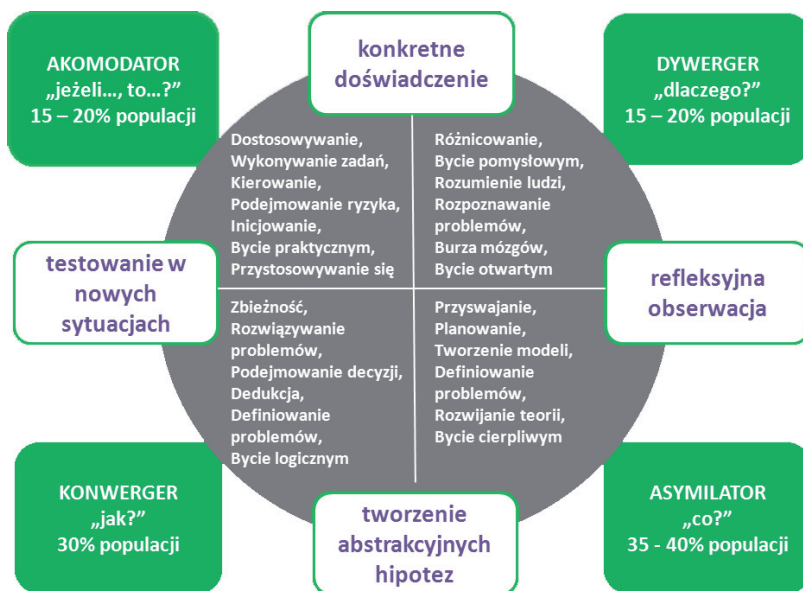 AKOMODATOR
„jeżeli…, to…?”
15 – 20% populacji
konkretne
doświadczenie
DYWERGER
„dlaczego?”
15 – 20% populacji
Dostosowywanie,
Wykonywanie zadań,
Kierowanie,
Podejmowanie ryzyka,
Inicjowanie,
Bycie praktycznym,
Przystosowywanie się
Różnicowanie,
Bycie pomysłowym,
Rozumienie ludzi,
Rozpoznawanie
problemów,
Burza mózgów,
Bycie otwartym
testowanie w
nowych
sytuacjach
refleksyjna
obserwacja
Zbieżność,
Rozwiązywanie
problemów,
Podejmowanie decyzji,
Dedukcja,
Definiowanie
problemów,
Bycie logicznym
Przyswajanie,
Planowanie,
Tworzenie modeli,
Definiowanie
problemów,
Rozwijanie teorii,
Bycie cierpliwym
KONWERGER
„jak?”
30% populacji
tworzenie
abstrakcyjnych
hipotez
ASYMILATOR
„co?”
35 - 40% populacji